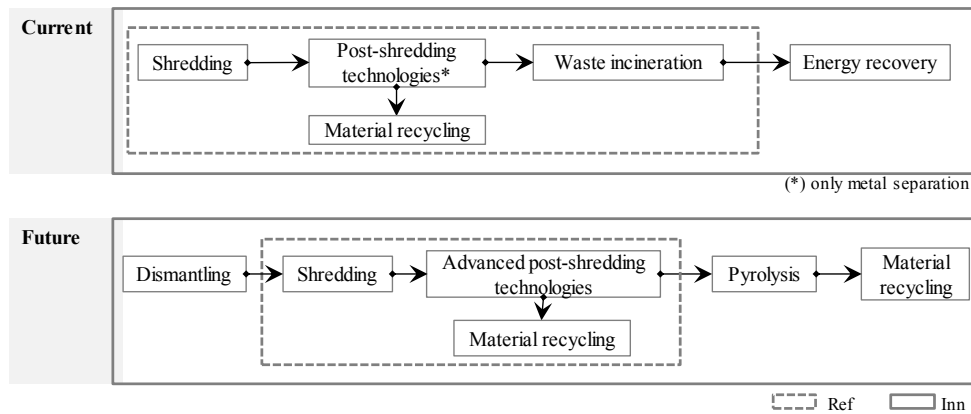 Current
Shredding
Post-shredding
technologies*
Waste incineration
Energy recovery
Material recycling
(*) only metal separation
Future
Dismantling
Shredding
Advanced post-shredding
technologies
Pyrolysis
Material
recycling
Material recycling
Ref
Inn